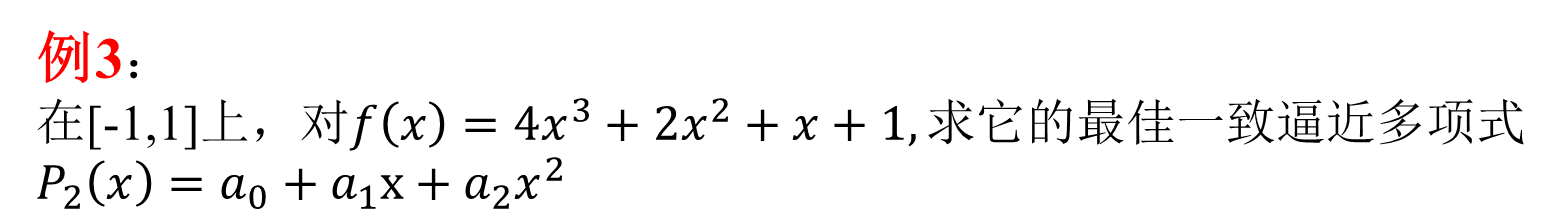 例3：
在[-1,1]上，对f(x) = 4x³ + 2x² + x + 1,求它的最佳一致逼近多项式
P₂(x) = a₀ + a₁x + a₂x²